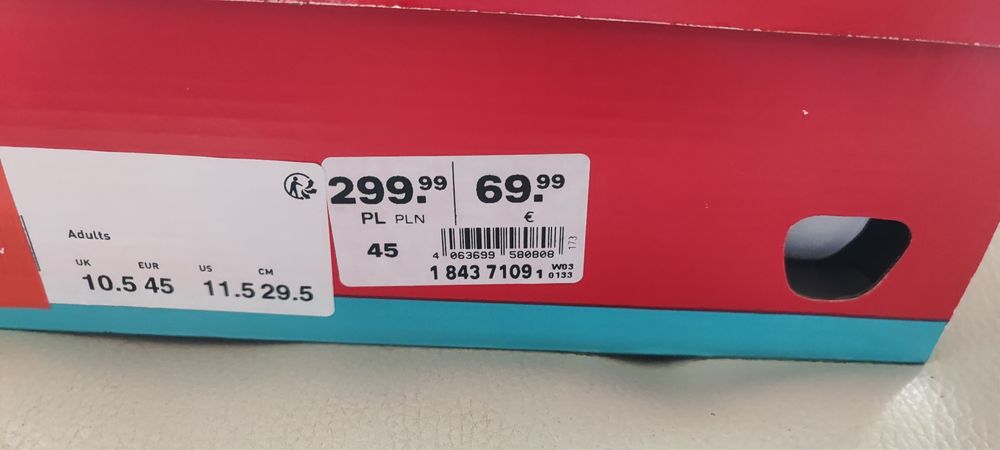 Adults
UK EUR US CM
10.5 45 11.5 29.5
299.99 69.99
PL PLN €
45
4 063699 580808
173
1 843 7109 1 W03 0133